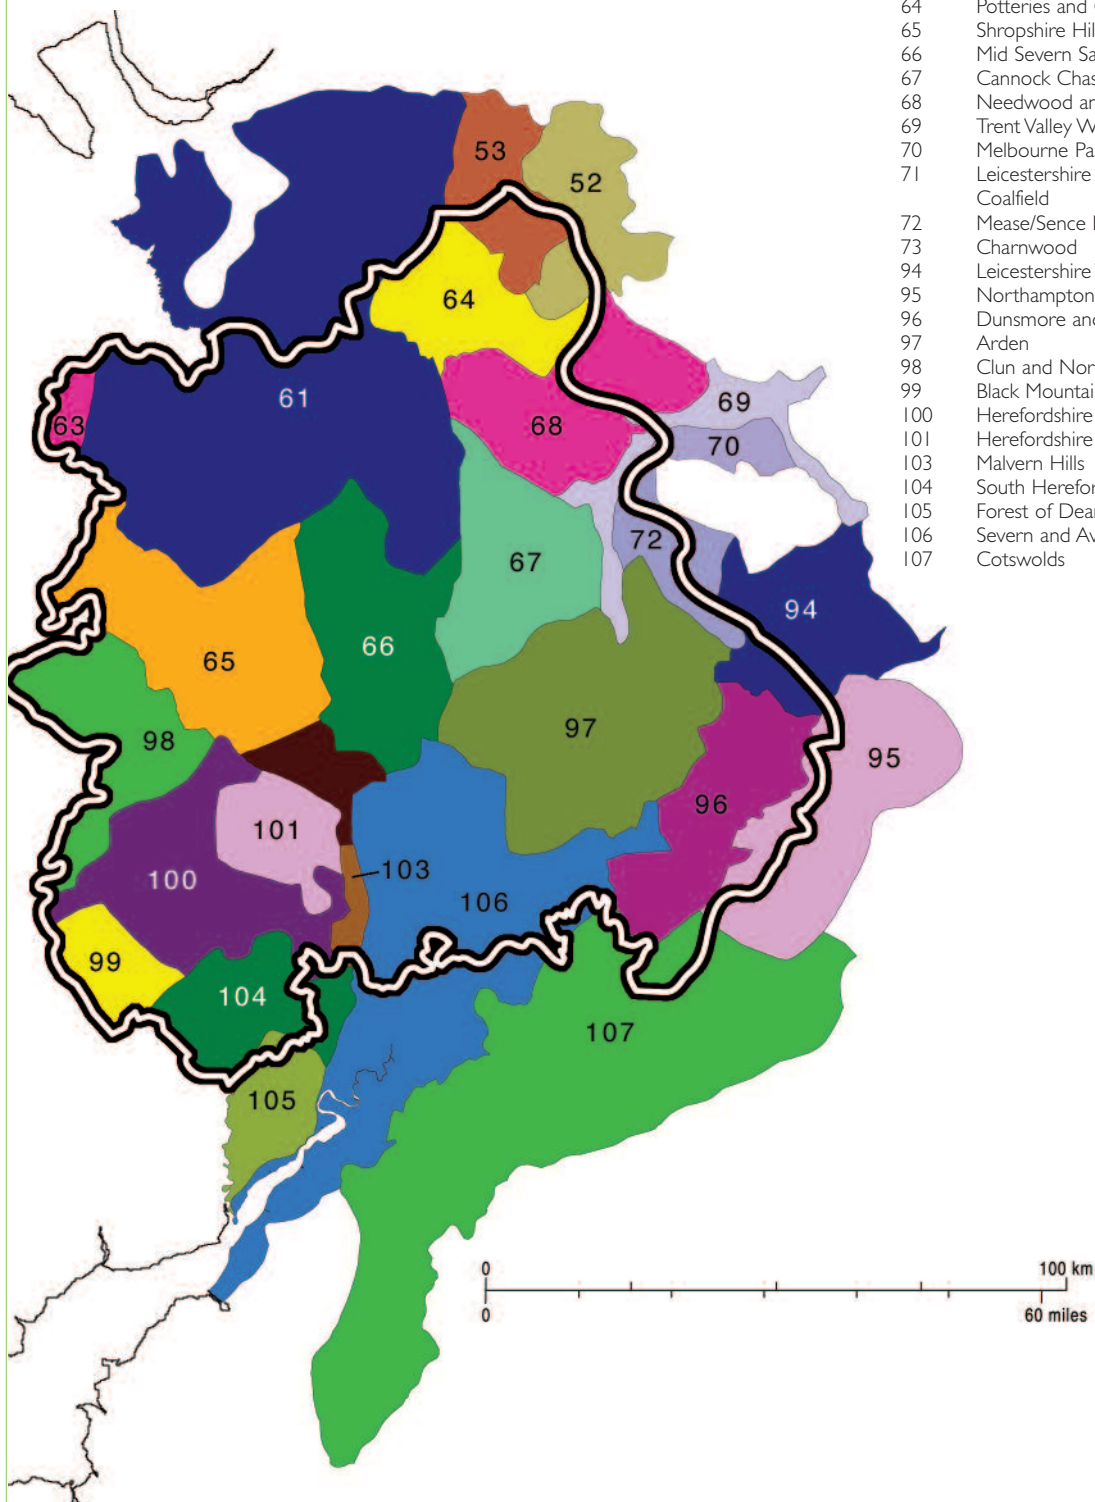 64 Potteries and
65 Shropshire Hil
66 Mid Severn Sa
67 Cannock Chas
68 Needwood an
69 Trent Valley W
70 Melbourne Pa
71 Leicestershire
Coalfield
72 Mease/Sence
73 Charnwood
94 Leicestershire
95 Northampton
96 Dunsmore and
97 Arden
98 Clun and Nor
99 Black Mountai
100 Herefordshire
101 Herefordshire
103 Malvern Hills
104 South Herefor
105 Forest of Dean
106 Severn and Av
107 Cotswolds
53
52
64
61
63
69
68
70
67
72
94
66
65
97
98
95
96
101
103
100
106
99
104
107
105
0 100 km
0 60 miles